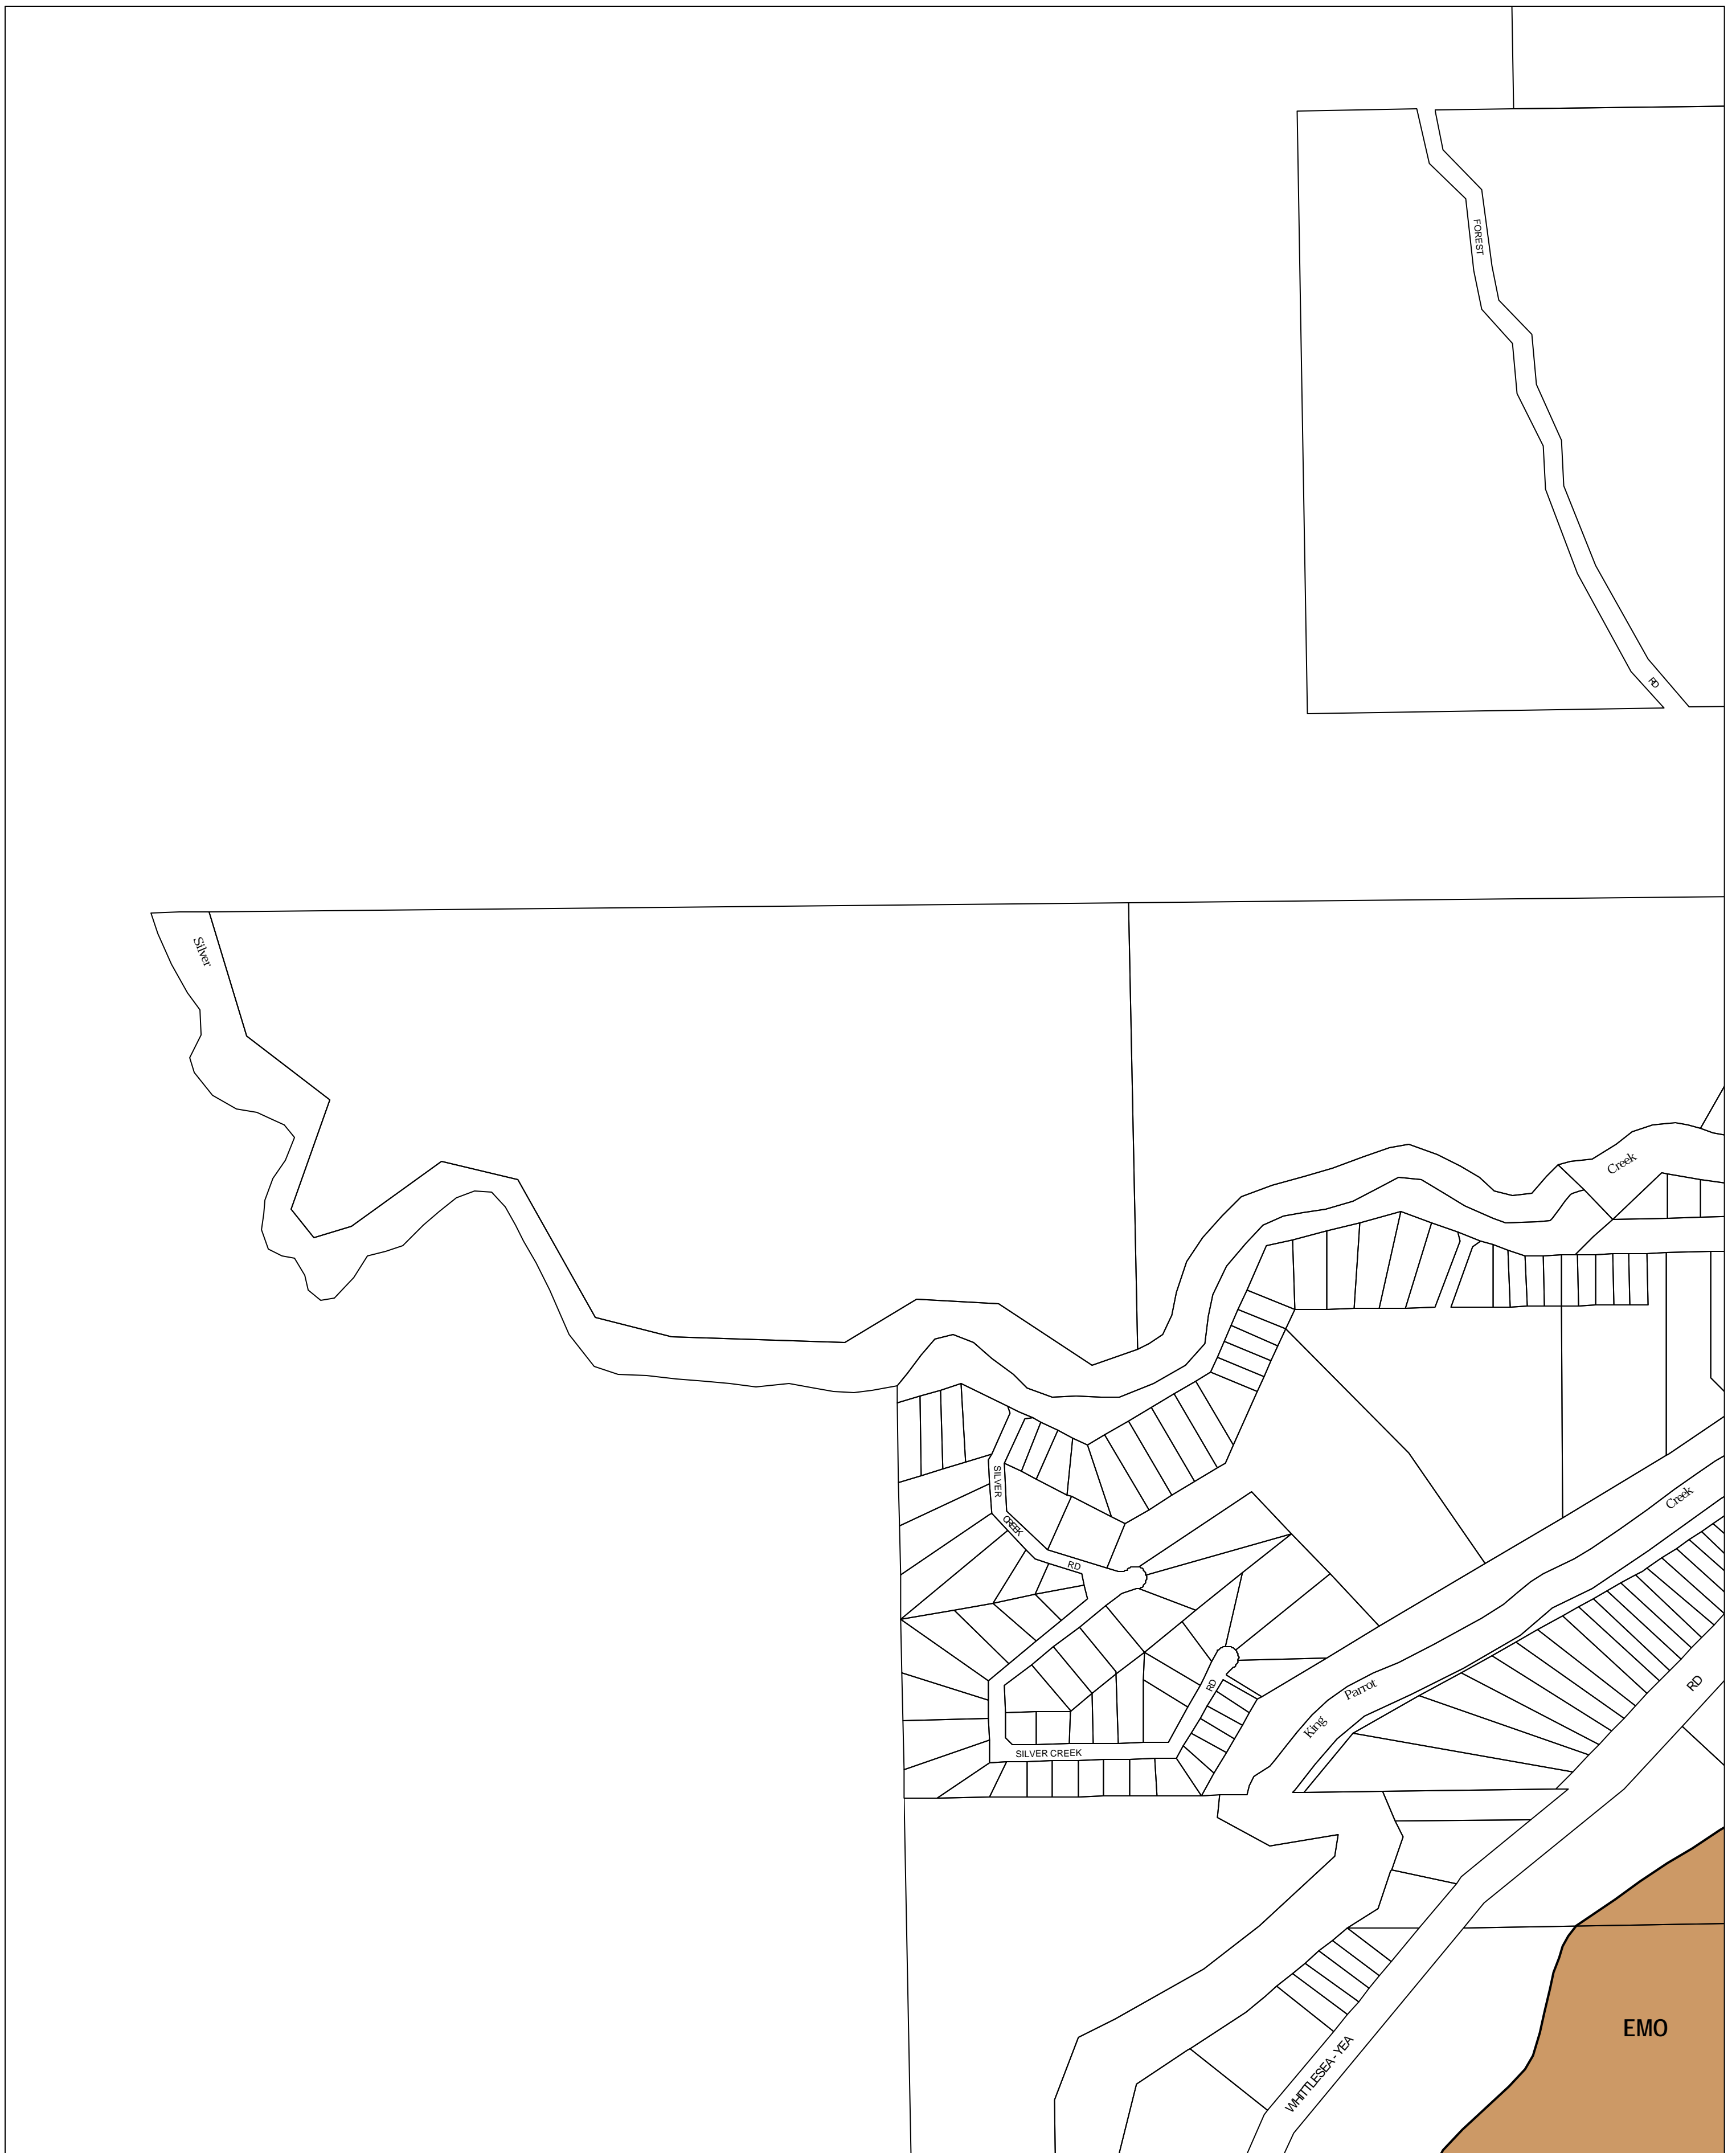 FOREST
RD
Silver
Creek
SILVER
CREEK
RD
Creek
RD
King
Parrot
RD
SILVER CREEK
EMO
WHITTLESEA - YEA